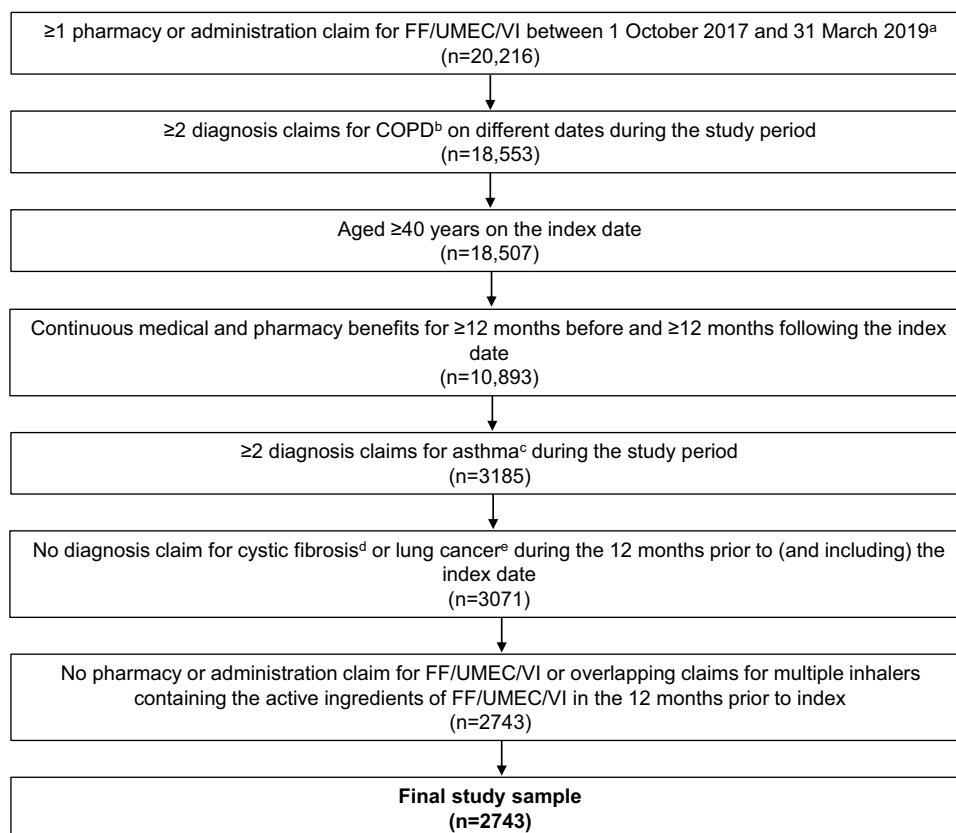 ≥1 pharmacy or administration claim for FF/UMEC/VI between 1 October 2017 and 31 March 2019ᵃ
(n=20,216)
≥2 diagnosis claims for COPDᵇ on different dates during the study period
(n=18,553)
Aged ≥40 years on the index date
(n=18,507)
Continuous medical and pharmacy benefits for ≥12 months before and ≥12 months following the index
date
(n=10,893)
≥2 diagnosis claims for asthmaᶜ during the study period
(n=3185)
No diagnosis claim for cystic fibrosisᵈ or lung cancerᵉ during the 12 months prior to (and including) the
index date
(n=3071)
No pharmacy or administration claim for FF/UMEC/VI or overlapping claims for multiple inhalers
containing the active ingredients of FF/UMEC/VI in the 12 months prior to index
(n=2743)
Final study sample
(n=2743)